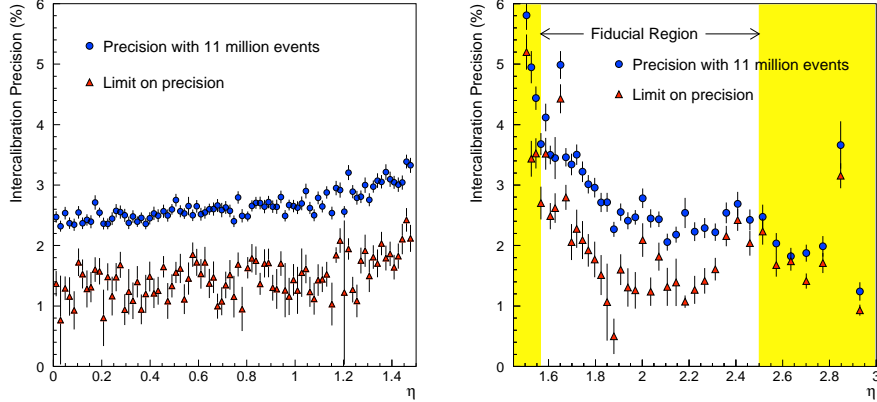 Intercalibration Precision (%)
6
5
4
3
2
1
0
Precision with 11 million events
Limit on precision
0 0.2 0.4 0.6 0.8 1 1.2 1.4
η
Intercalibration Precision (%)
6
5
4
3
2
1
0
Fiducial Region
Precision with 11 million events
Limit on precision
1.6 1.8 2 2.2 2.4 2.6 2.8 3
η